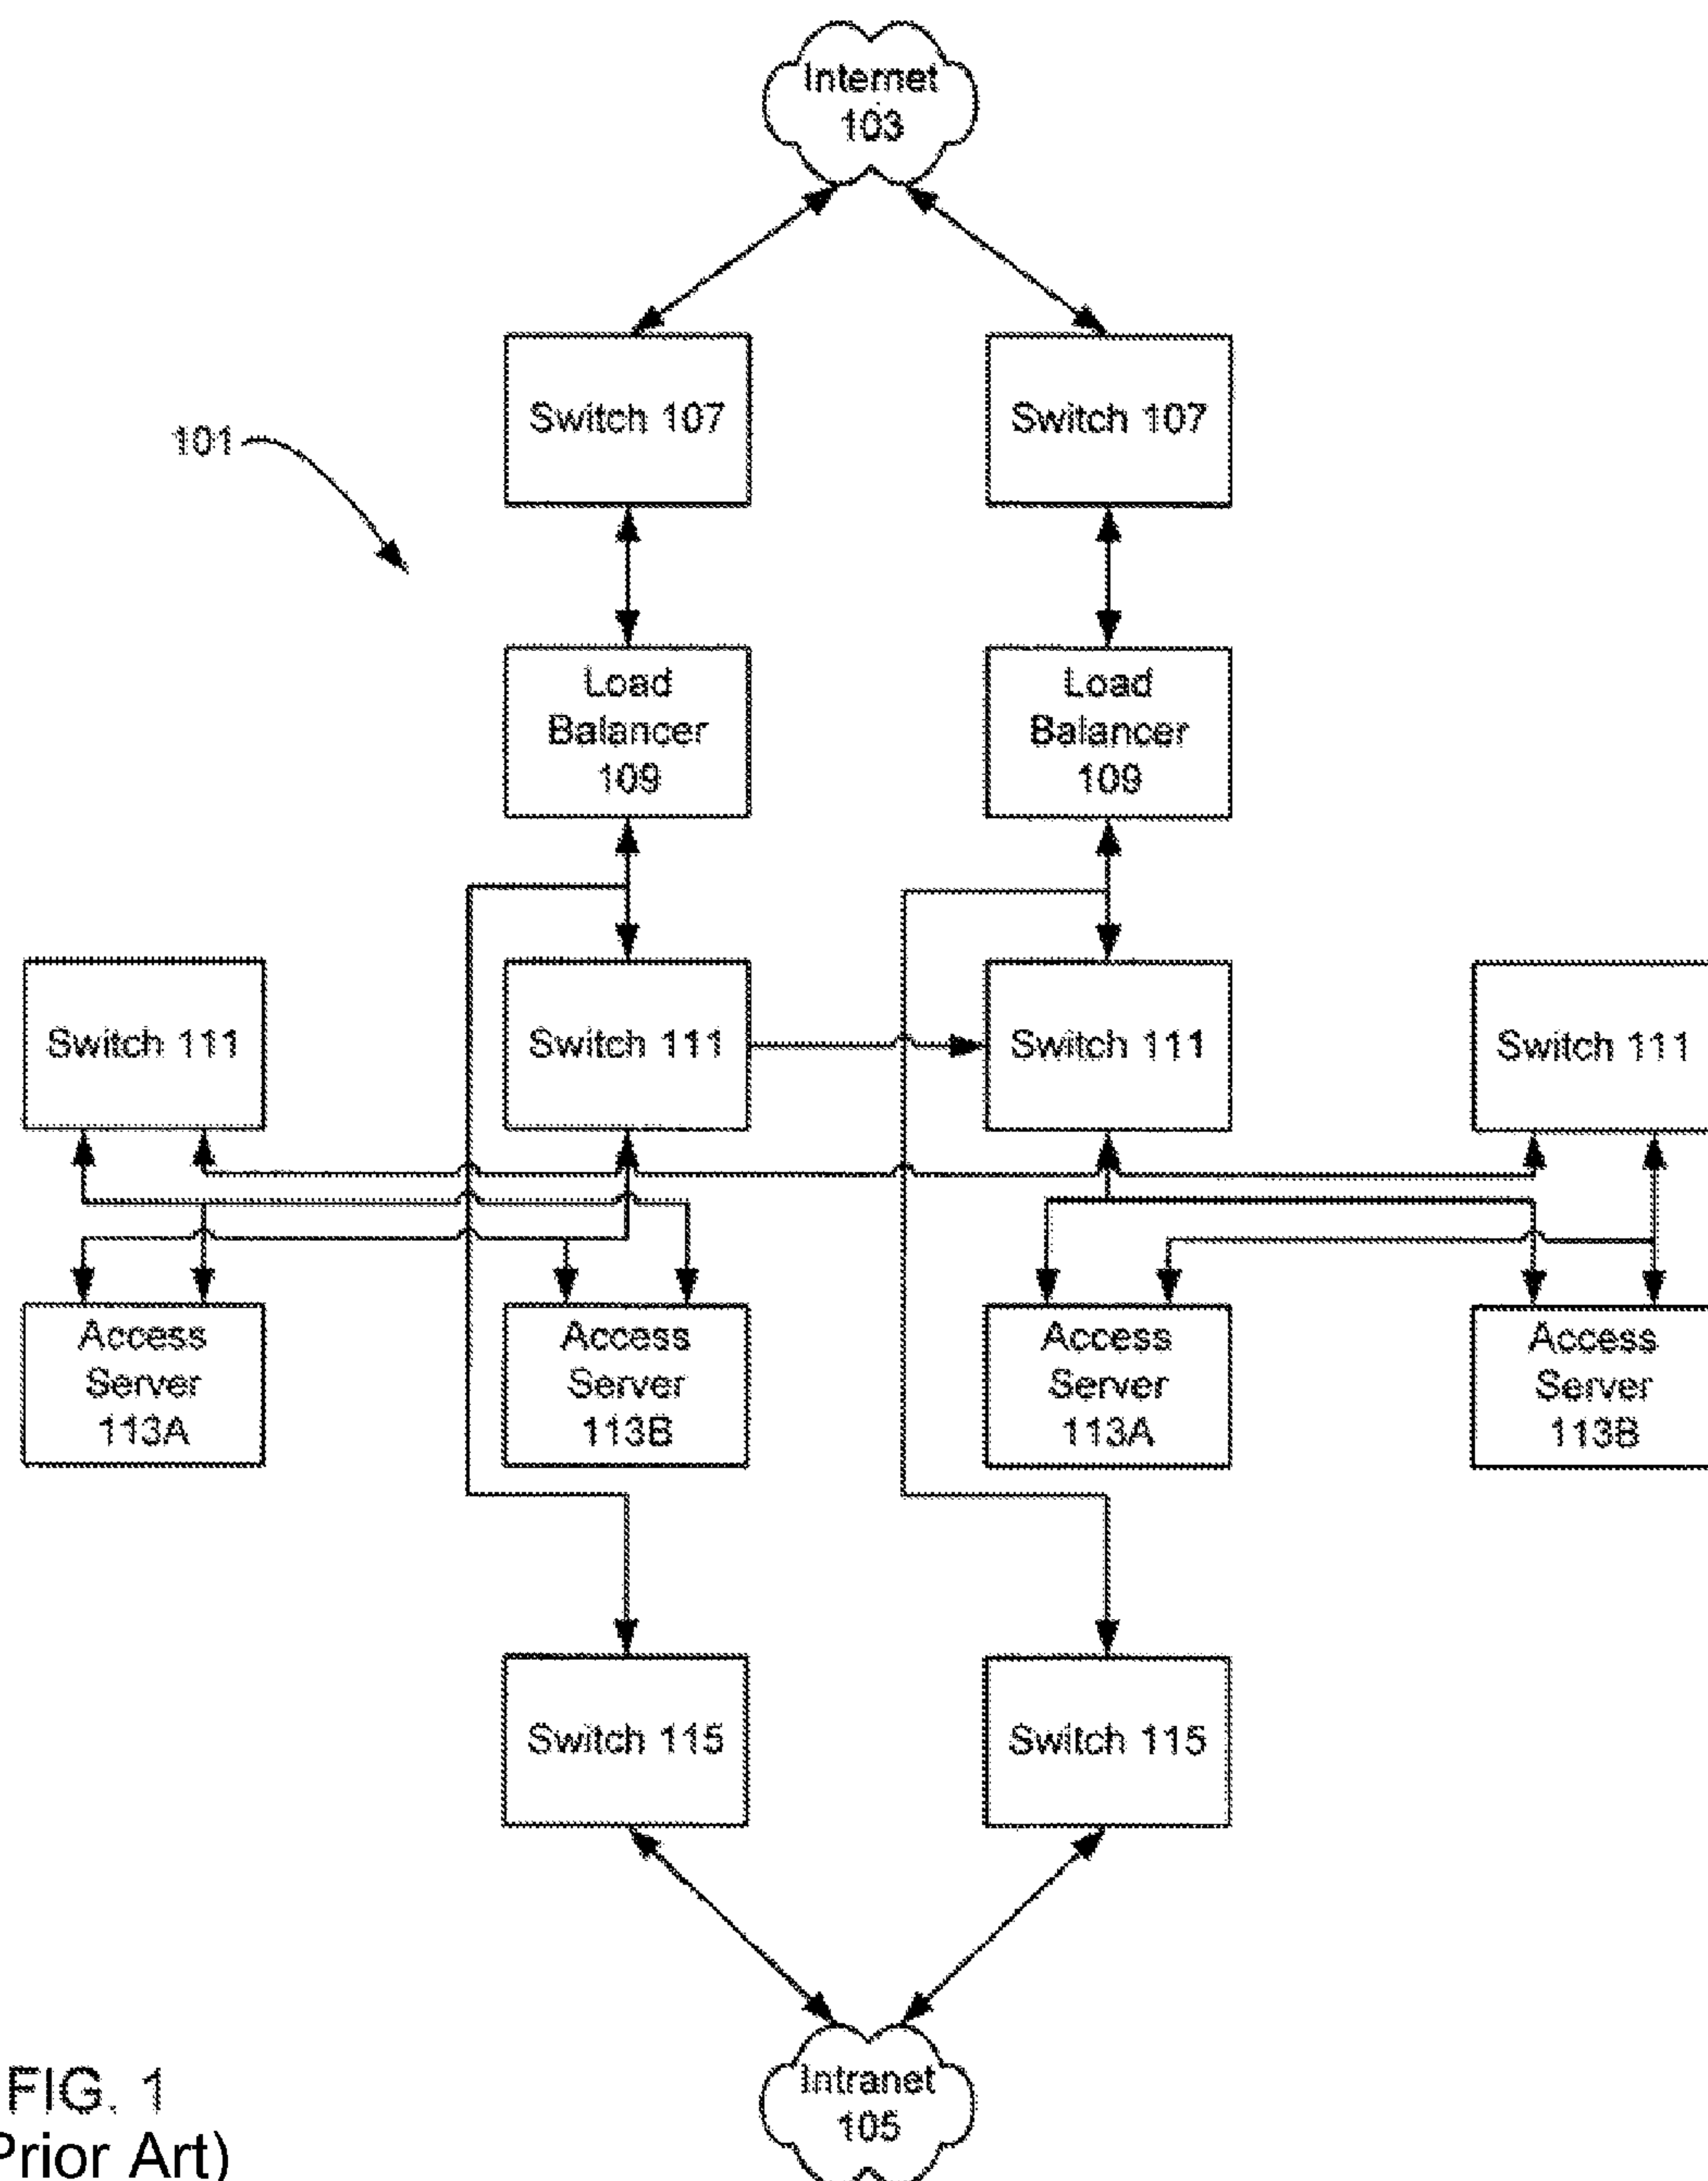 Internet
103
Switch 107
Switch 107
101
Load
Balancer
109
Load
Balancer
109
Switch 111
Switch 111
Switch 111
Switch 111
Access
Server
113A
Access
Server
113B
Access
Server
113A
Access
Server
113B
Switch 115
Switch 115
Intranet
105
FIG. 1
Prior Art)